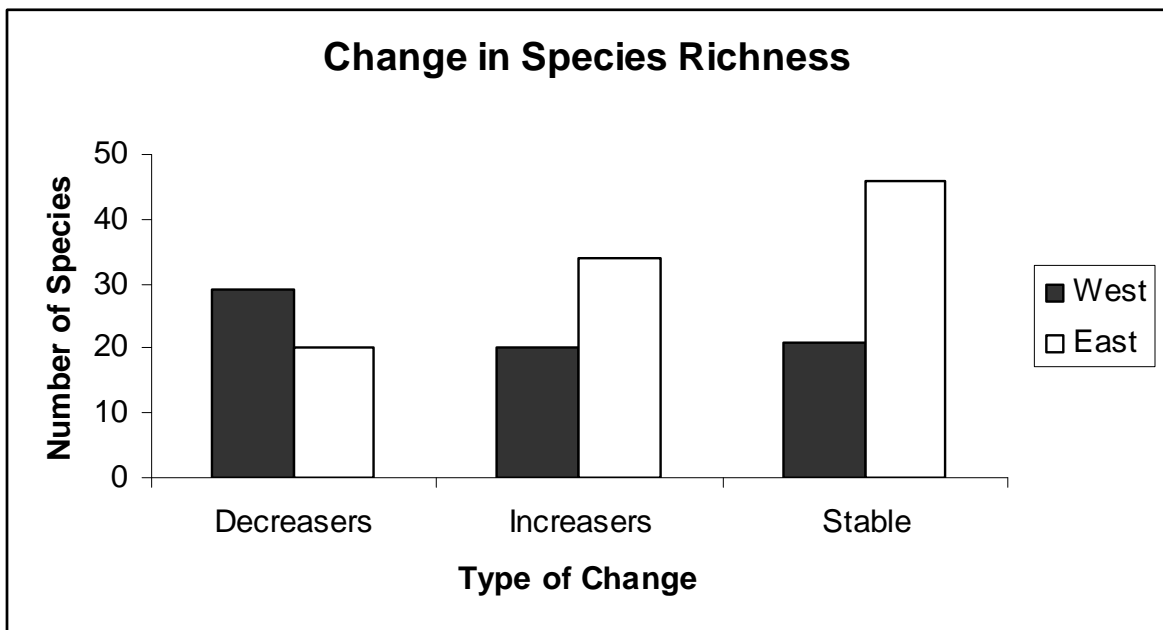 Change in Species Richness
Number of Species
50
40
30
20
10
0
Decreasers
Increasers
Stable
Type of Change
West
East